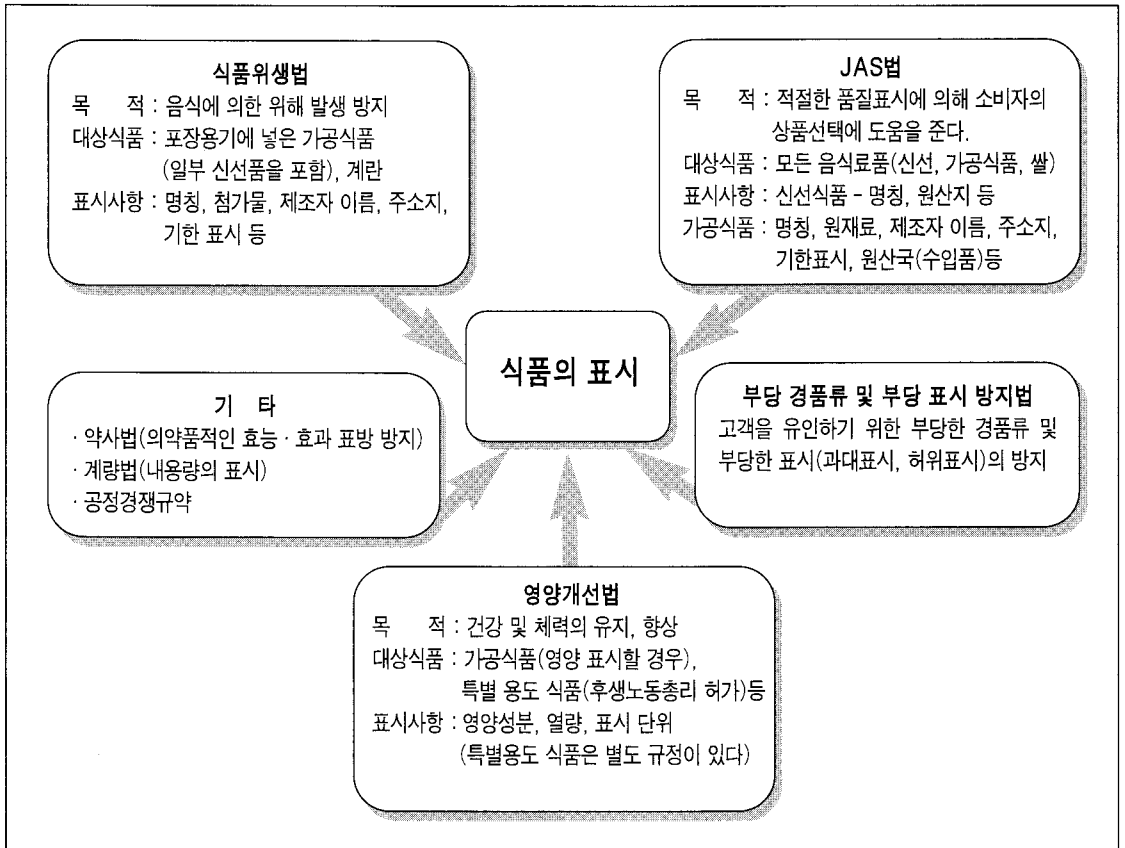 식품위생법
목 적 : 음식에 의한 위해 발생 방지
대상식품 : 포장용기에 넣은 가공식품
(일부 신선품을 포함), 계란
표시사항 : 명칭, 첨가물, 제조자 이름, 주소지,
기한 표시 등
JAS법
목 적 : 적절한 품질표시에 의해 소비자의
상품선택에 도움을 준다.
대상식품 : 모든 음식료품(신선, 가공식품, 쌀)
표시사항 : 신선식품 - 명칭, 원산지 등
가공식품 : 명칭, 원재료, 제조자 이름, 주소지,
기한표시, 원산국(수입품)등
식품의 표시
기 타
· 약사법(의약품적인 효능 · 효과 표방 방지)
· 계량법(내용량의 표시)
· 공정경쟁규약
부당 경품류 및 부당 표시 방지법
고객을 유인하기 위한 부당한 경품류 및
부당한 표시(과대표시, 허위표시)의 방지
영양개선법
목 적 : 건강 및 체력의 유지, 향상
대상식품 : 가공식품(영양 표시할 경우),
특별 용도 식품(후생노동총리 허가)등
표시사항 : 영양성분, 열량, 표시 단위
(특별용도 식품은 별도 규정이 있다)